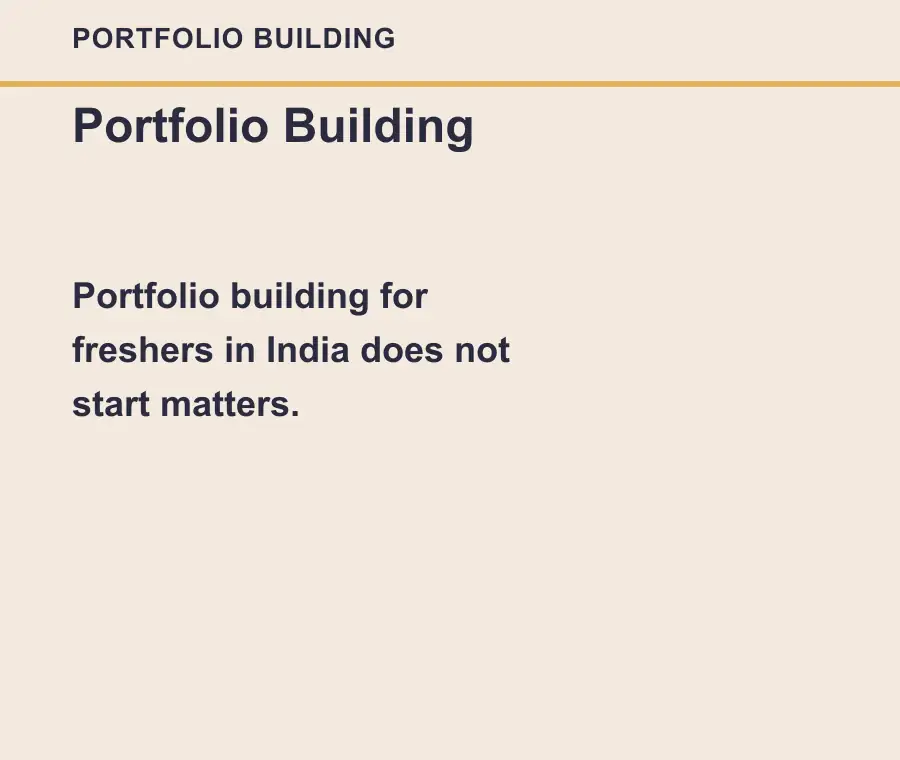 PORTFOLIO BUILDING
Portfolio Building
Portfolio building for
freshers in India does not
start matters.